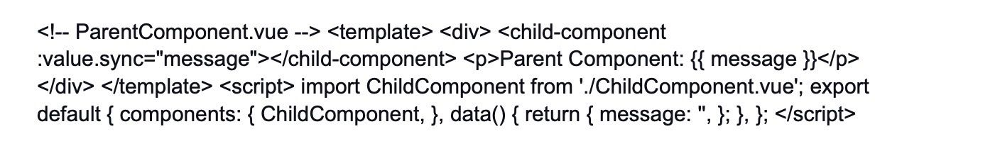 <!-- ParentComponent.vue --> <template> <div> <child-component
:value.sync="message"></child-component> <p>Parent Component: {{ message }}</p>
</div> </template> <script> import ChildComponent from './ChildComponent.vue'; export
default { components: { ChildComponent, }, data() { return { message: '', }; }, }; </script>